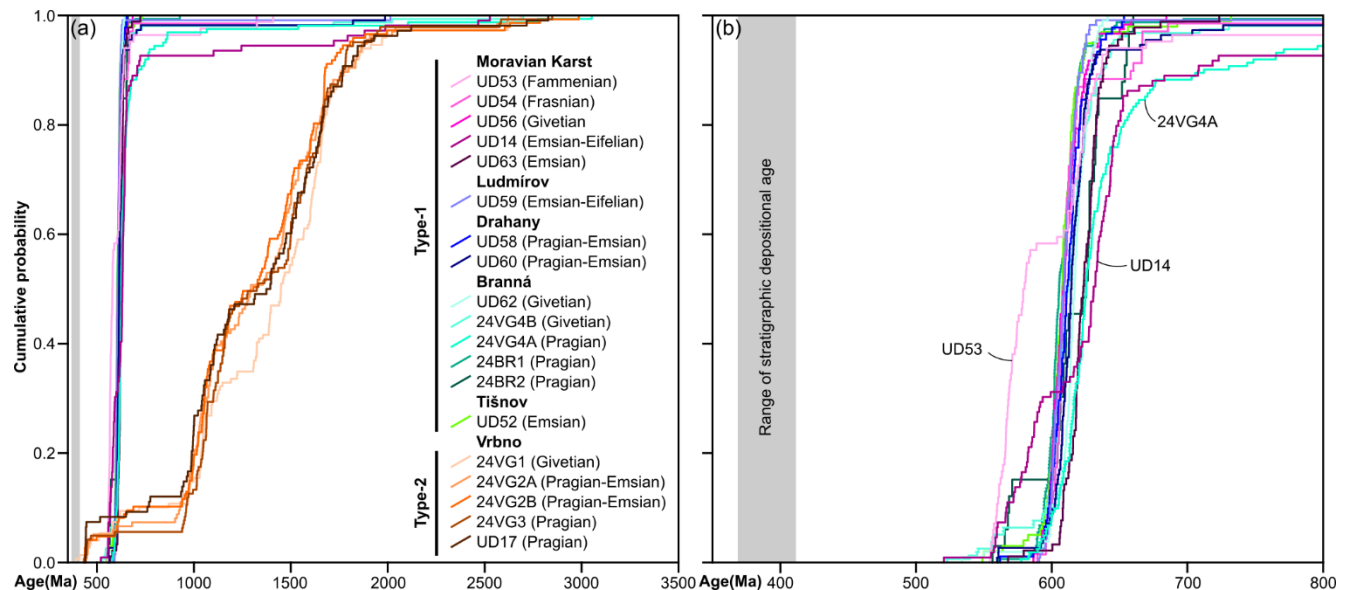 (a)
Cumulative probability
1.0
0.8
0.6
0.4
0.2
0.0
Age(Ma)
500
1000
1500
2000
2500
3000
3500
Type-1
Moravian Karst
UD53 (Fammenian)
UD54 (Frasnian)
UD56 (Givetian
UD14 (Emsian-Eifelian)
UD63 (Emsian)
Ludmírov
UD59 (Emsian-Eifelian)
Drahany
UD58 (Pragian-Emsian)
UD60 (Pragian-Emsian)
Branná
UD62 (Givetian)
24VG4B (Givetian)
24VG4A (Pragian)
24BR1 (Pragian)
24BR2 (Pragian)
Tišnov
UD52 (Emsian)
Type-2
Vrbno
24VG1 (Givetian)
24VG2A (Pragian-Emsian)
24VG2B (Pragian-Emsian)
24VG3 (Pragian)
UD17 (Pragian)
(b)
Range of stratigraphic depositional age
24VG4A
UD14
UD53
Age(Ma)
400
500
600
700
800